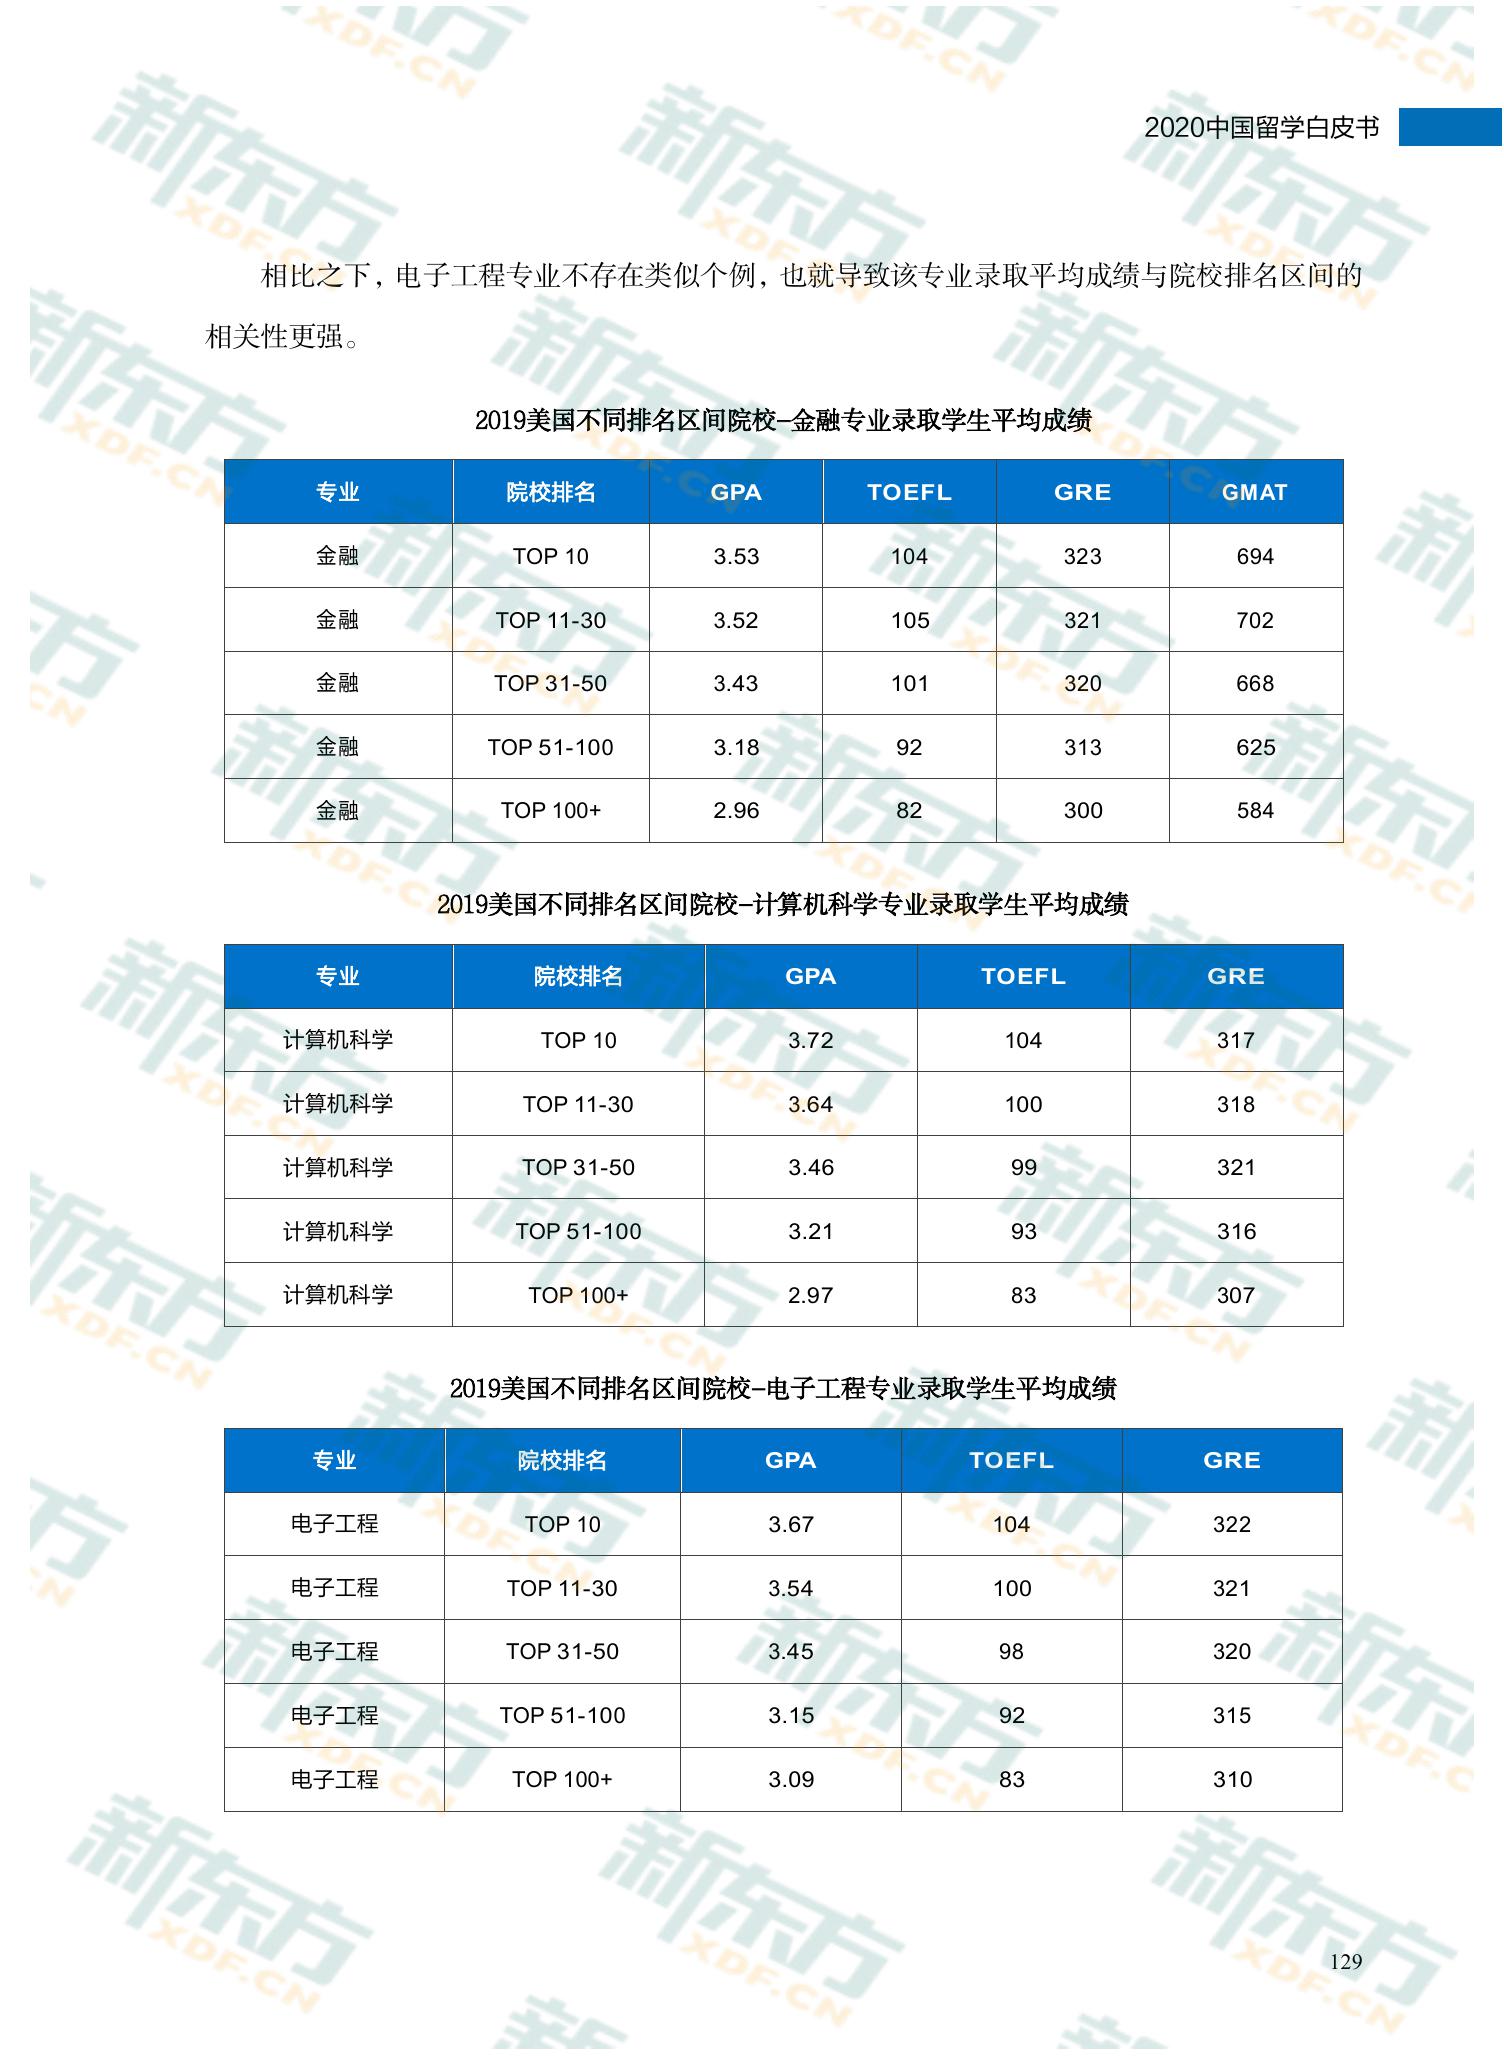 2020中国留学白皮书
相比之下，电子工程专业不存在类似个例，也就导致该专业录取平均成绩与院校排名区间的
相关性更强。
2019美国不同排名区间院校–金融专业录取学生平均成绩
专业 院校排名 GPA TOEFL GRE GMAT
金融 TOP 10 3.53 104 323 694
金融 TOP 11-30 3.52 105 321 702
金融 TOP 31-50 3.43 101 320 668
金融 TOP 51-100 3.18 92 313 625
金融 TOP 100+ 2.96 82 300 584
2019美国不同排名区间院校–计算机科学专业录取学生平均成绩
专业 院校排名 GPA TOEFL GRE
计算机科学 TOP 10 3.72 104 317
计算机科学 TOP 11-30 3.64 100 318
计算机科学 TOP 31-50 3.46 99 321
计算机科学 TOP 51-100 3.21 93 316
计算机科学 TOP 100+ 2.97 83 307
2019美国不同排名区间院校–电子工程专业录取学生平均成绩
专业 院校排名 GPA TOEFL GRE
电子工程 TOP 10 3.67 104 322
电子工程 TOP 11-30 3.54 100 321
电子工程 TOP 31-50 3.45 98 320
电子工程 TOP 51-100 3.15 92 315
电子工程 TOP 100+ 3.09 83 310
129
新东方
XDF.CN